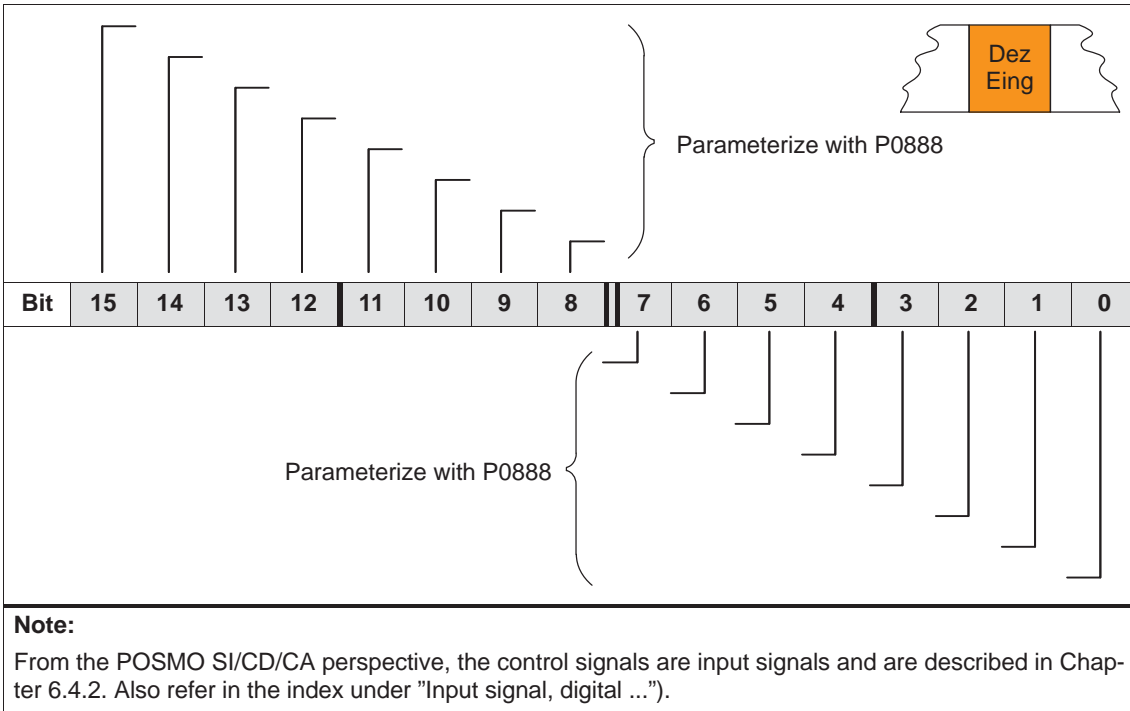 Dez
Eing
Parameterize with P0888
Bit 15 14 13 12 11 10 9 8 7 6 5 4 3 2 1 0
Parameterize with P0888
Note:
From the POSMO SI/CD/CA perspective, the control signals are input signals and are described in Chap-
ter 6.4.2. Also refer in the index under ”Input signal, digital ...”).